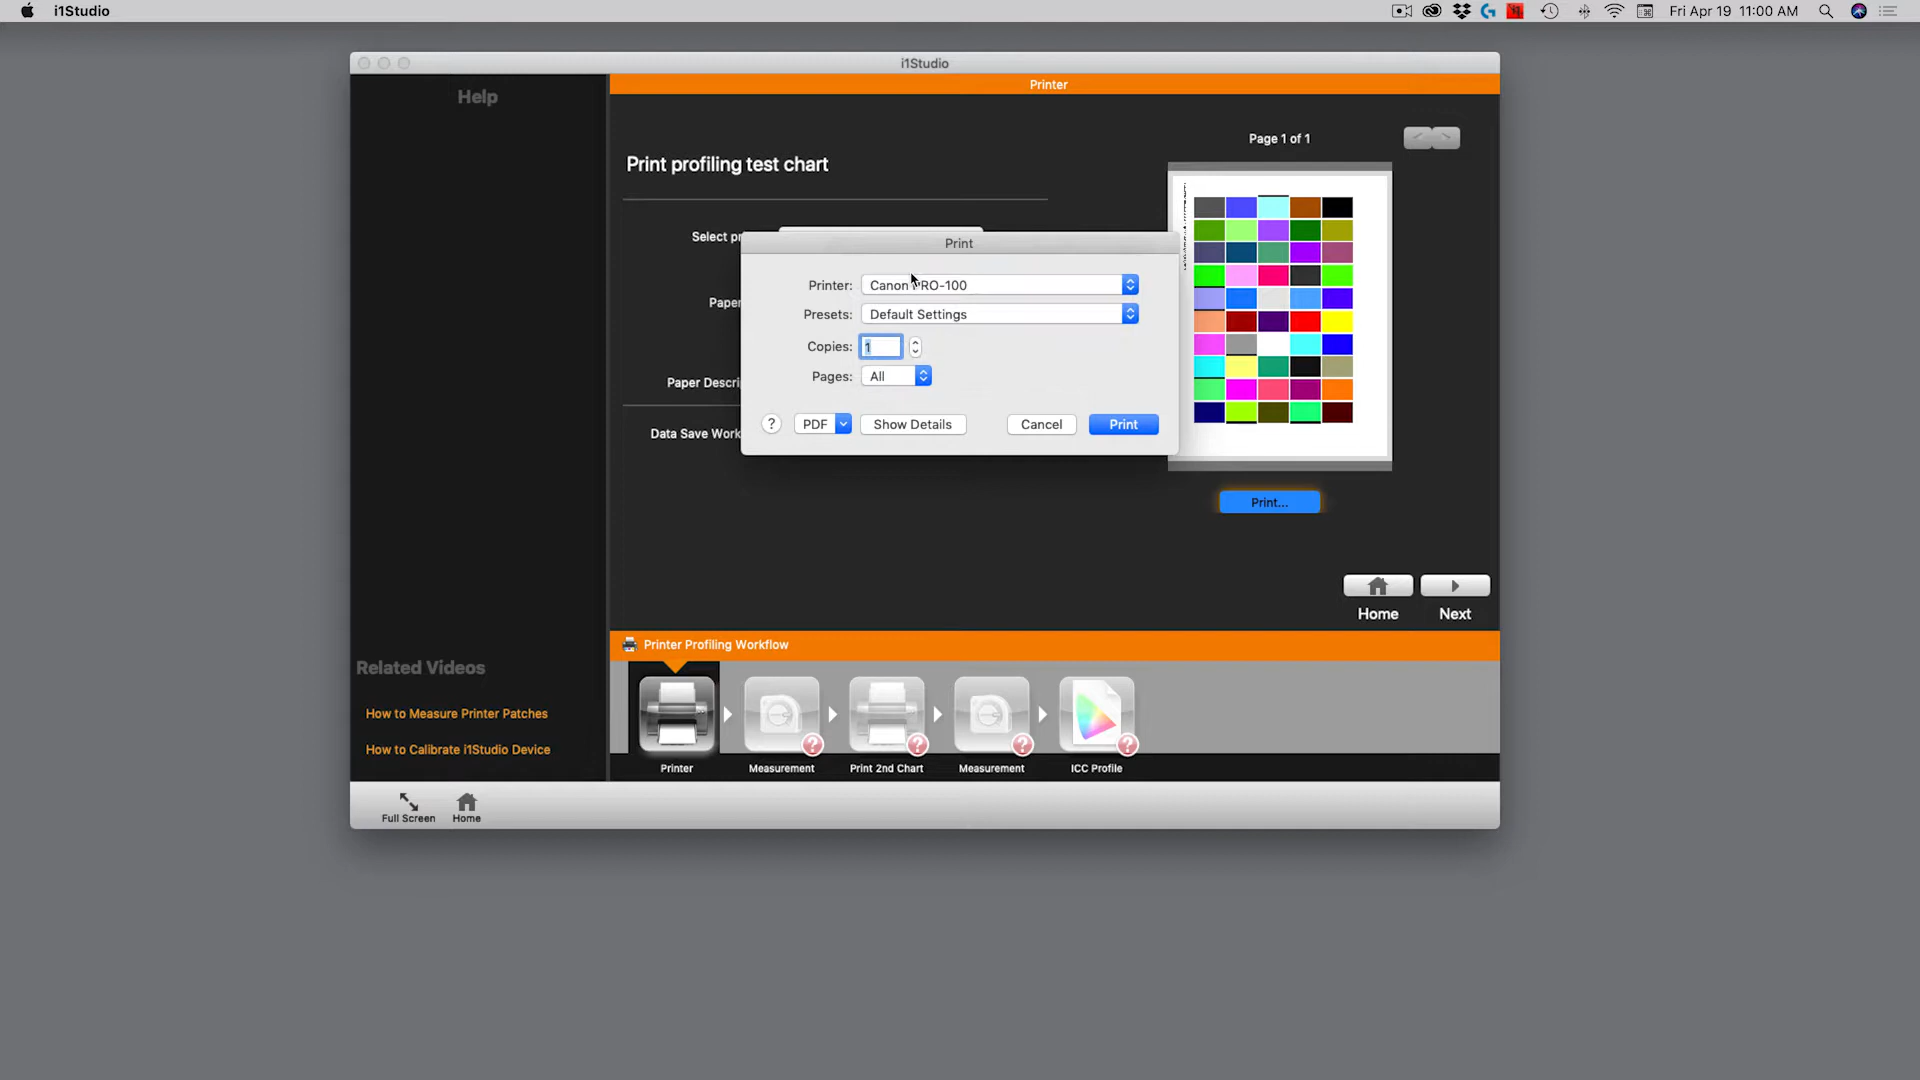 i1Studio
Fri Apr 19 11:00 AM
i1Studio
Help
Printer
Page 1 of 1
< >
Print profiling test chart
Select pr
Print
Printer: Canon PRO-100
Paper
Presets: Default Settings
Copies: 1
Pages: All
Paper Descri
? PDF Show Details Cancel Print
Data Save Work
Print...
Home Next
Printer Profiling Workflow
Related Videos
How to Measure Printer Patches
How to Calibrate i1Studio Device
? ? ? ?
Printer Measurement Print 2nd Chart Measurement ICC Profile
Full Screen Home